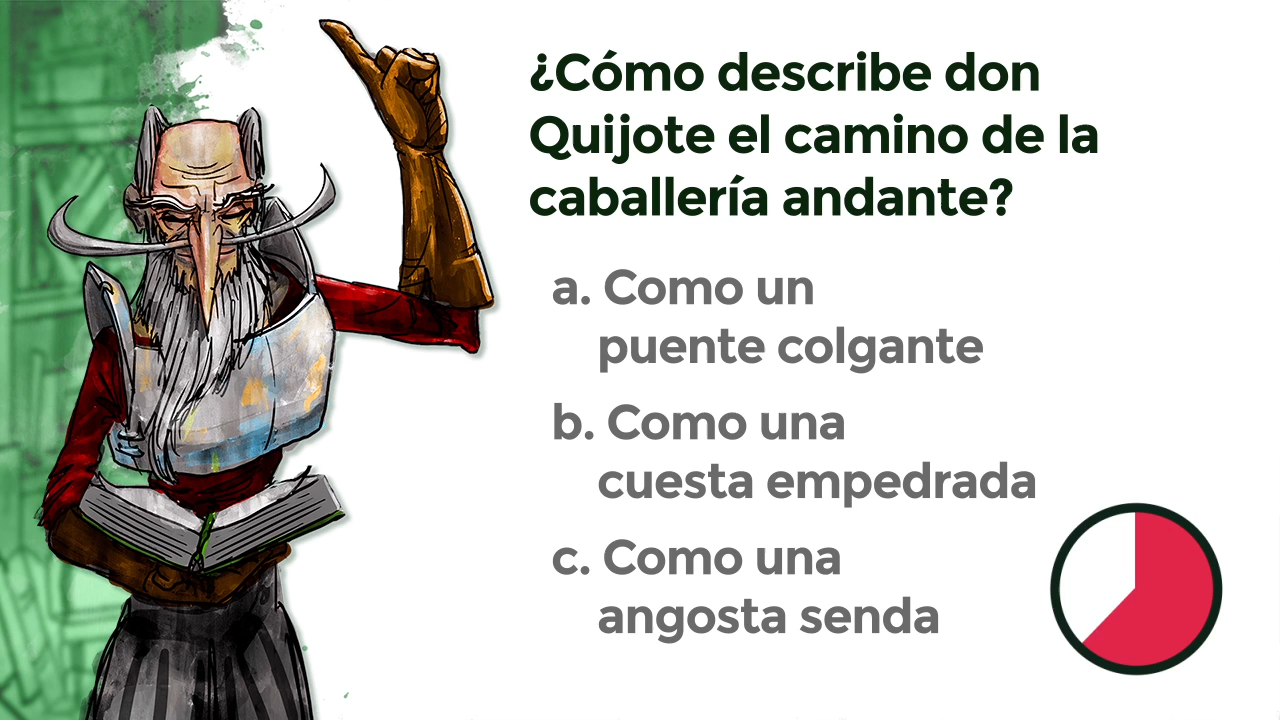 ¿Cómo describe don
Quijote el camino de la
caballería andante?
a. Como un
puente colgante
b. Como una
cuesta empedrada
c. Como una
angosta senda